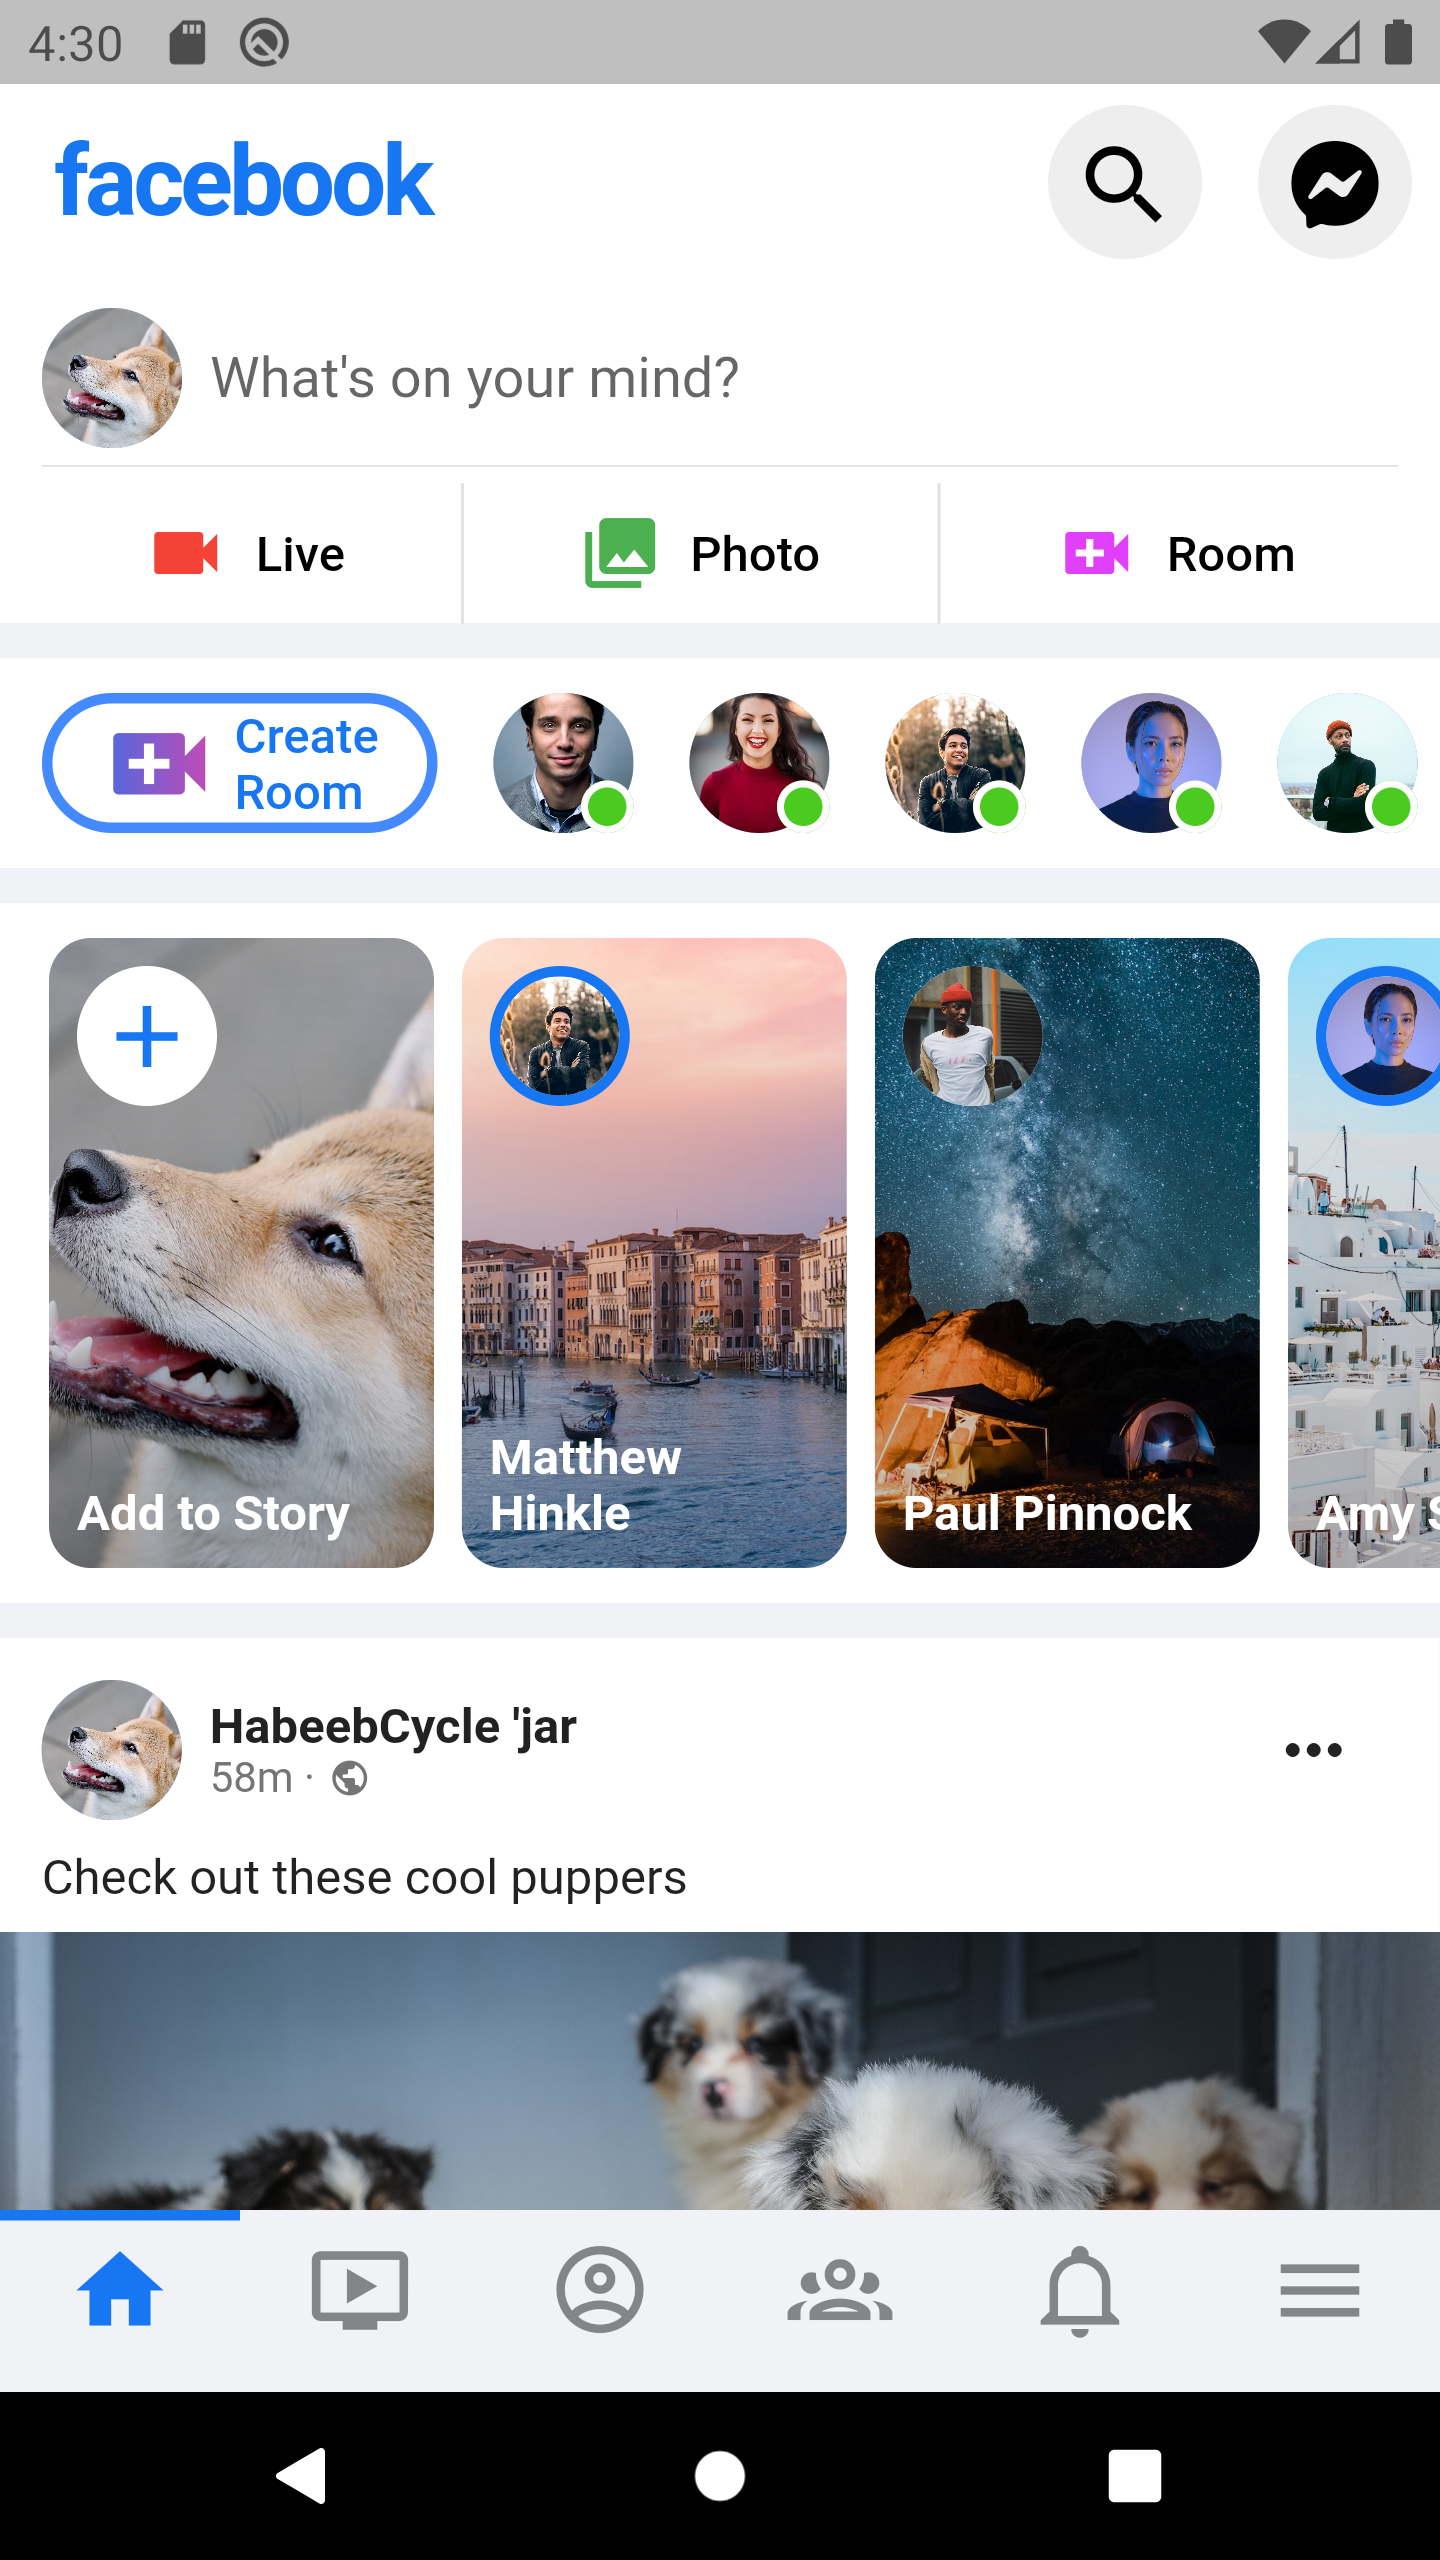 4:30
facebook
What's on your mind?
Live
Photo
Room
Create
Room
Add to Story
Matthew
Hinkle
Paul Pinnock
Amy S
HabeebCycle 'jar
58m ·
Check out these cool puppers